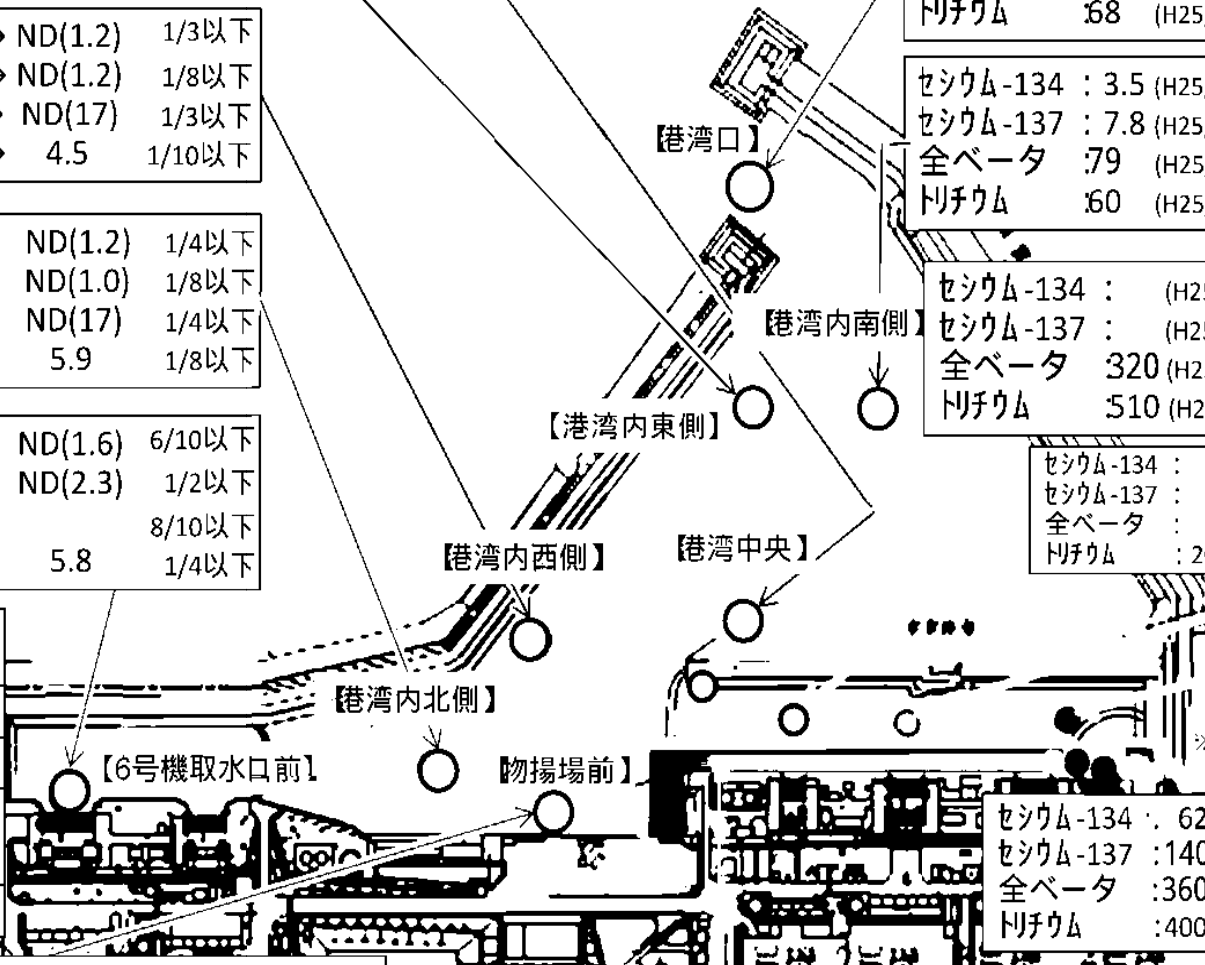 ND(1.2) 1/3以下
ND(1.2) 1/8以下
ND(17) 1/3以下
4.5 1/10以下
ND(1.2) 1/4以下
ND(1.0) 1/8以下
ND(17) 1/4以下
5.9 1/8以下
ND(1.6) 6/10以下
ND(2.3) 1/2以下
8/10以下
5.8 1/4以下
トリチウム :68 (H25
セシウム-134 : 3.5 (H25
セシウム-137 : 7.8 (H25
全ベータ :79 (H25
トリチウム :60 (H25
セシウム-134 : (H25
セシウム-137 : (H25
全ベータ :320 (H2
トリチウム :510 (H2
セシウム-134 :
セシウム-137 :
全ベータ :
トリチウム : 2
【港湾口】
【港湾内南側】
【港湾内東側】
【港湾内西側】
【港湾中央】
【港湾内北側】
【6号機取水口前】
【物揚場前】
セシウム-134 : 62
セシウム-137 :140
全ベータ :360
トリチウム :400